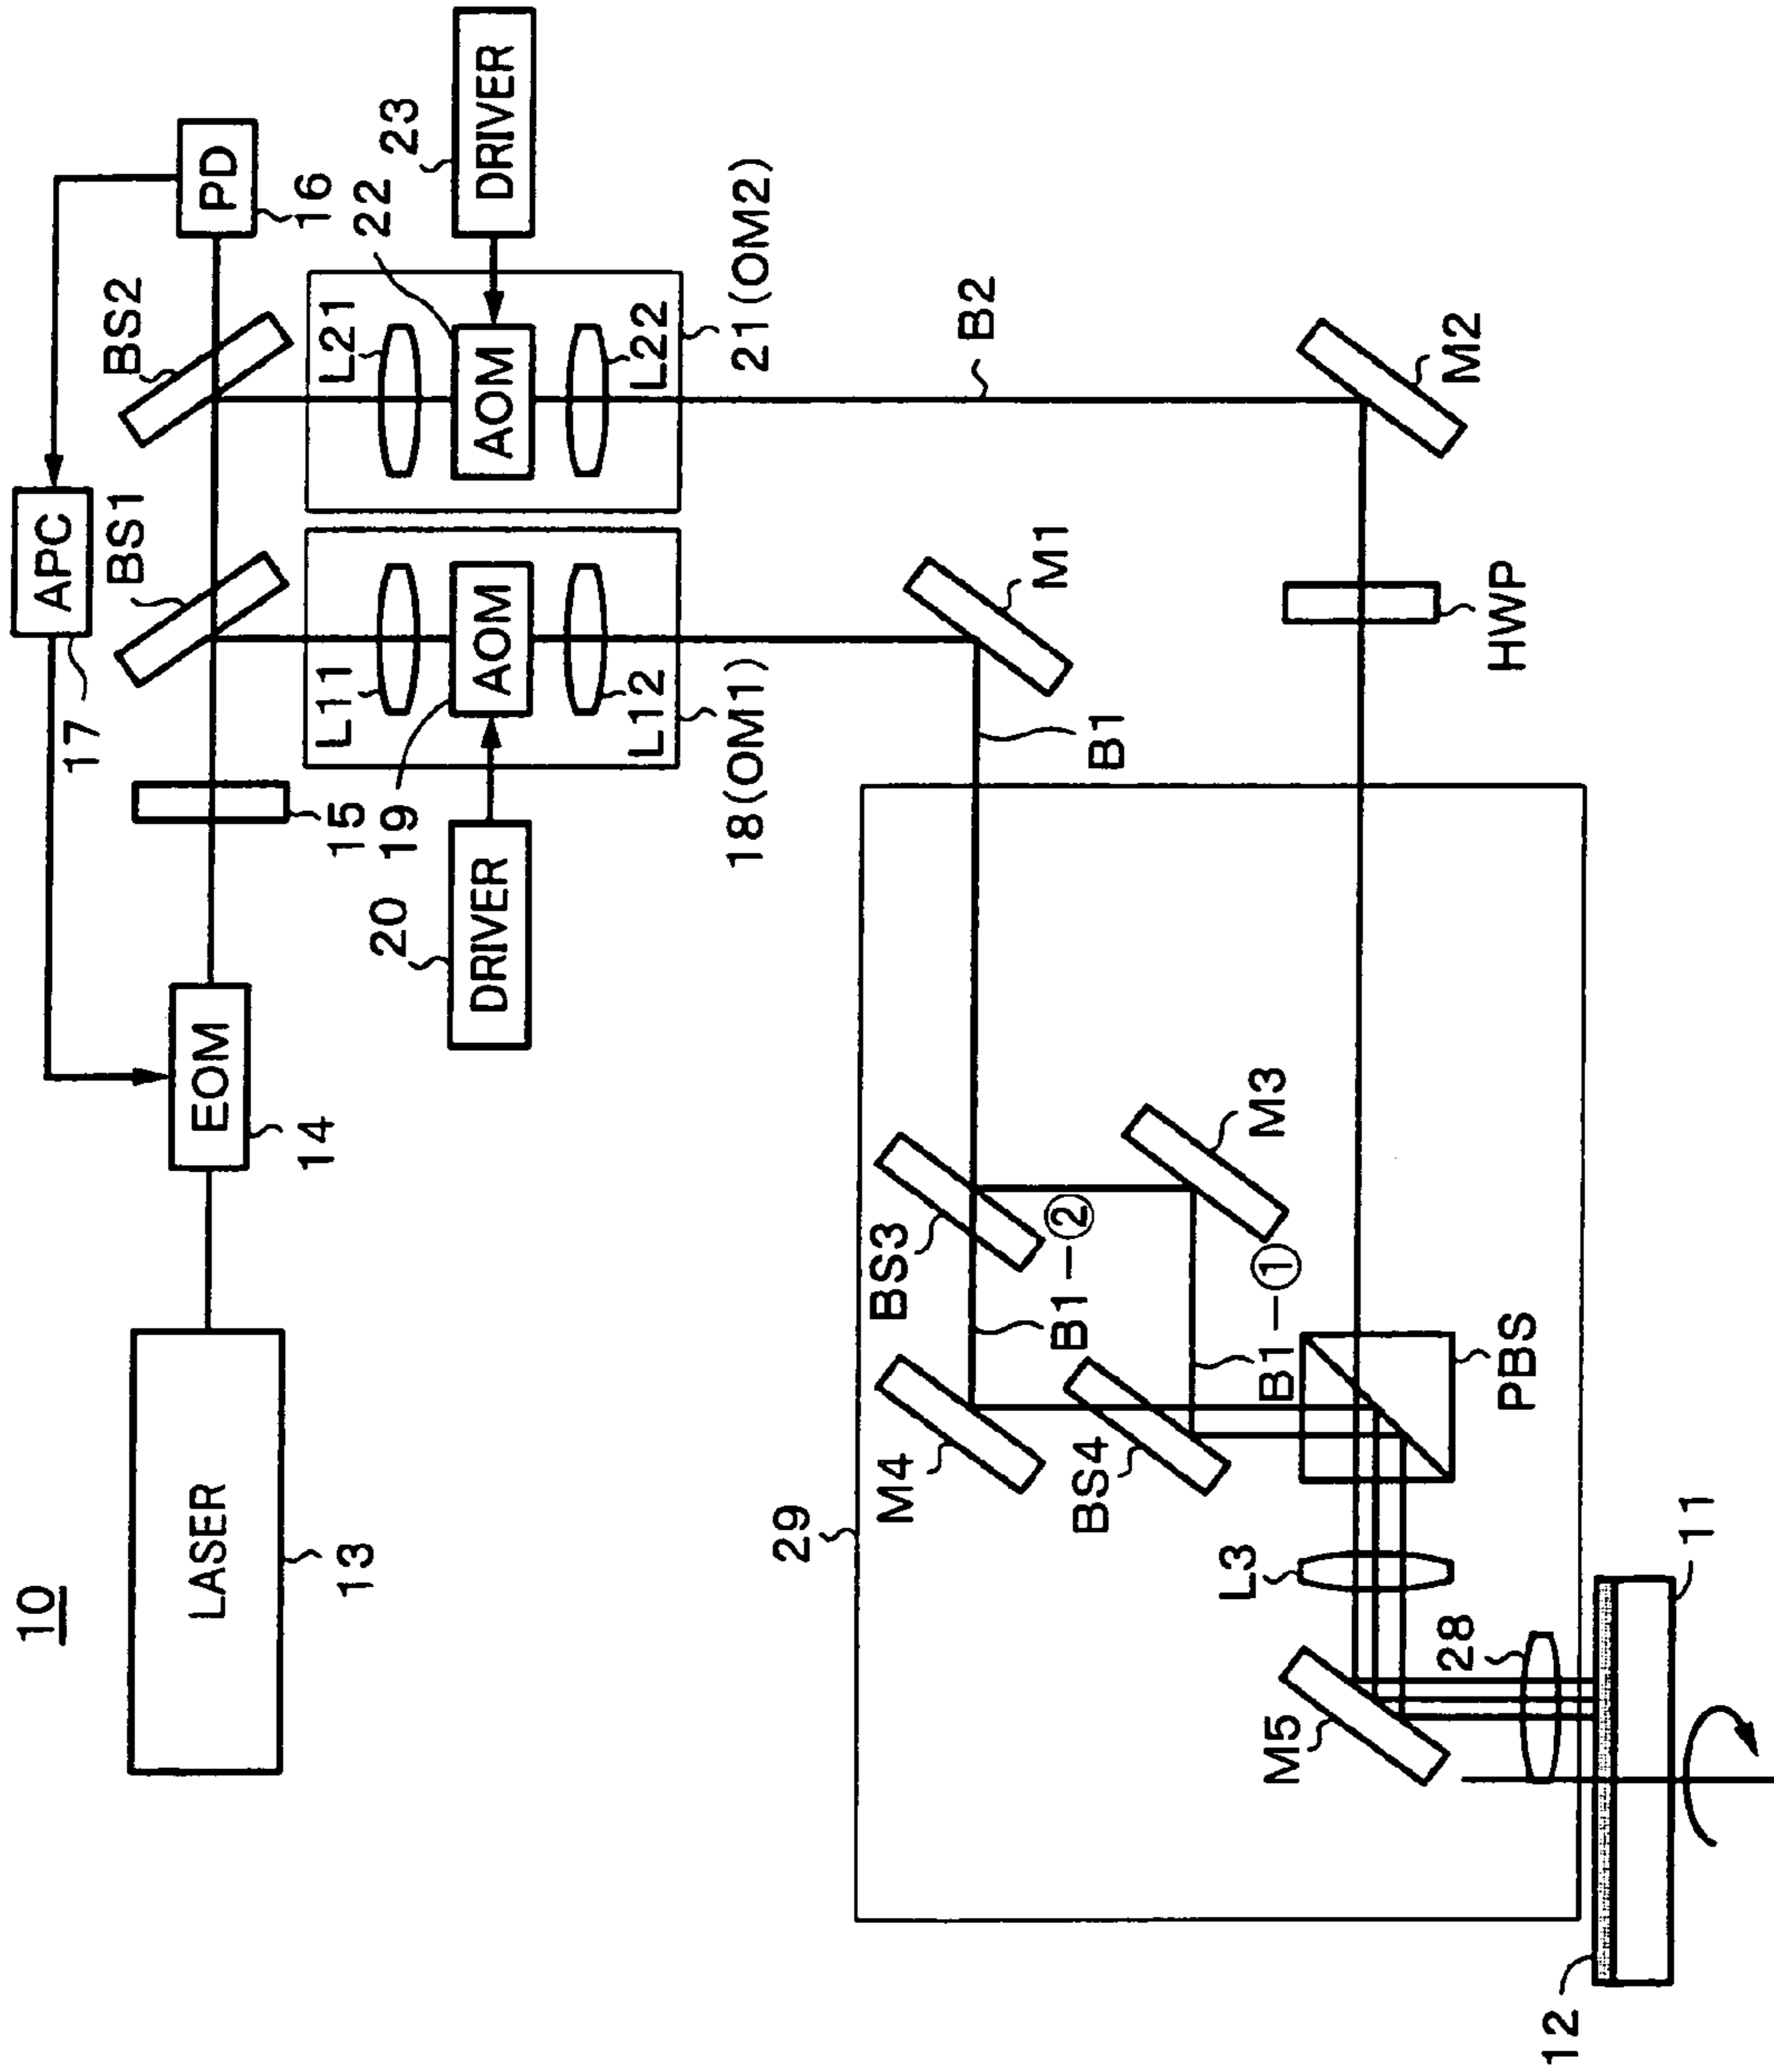 10
LASER
13
EOM
14
APC
17
15
BS1
BS2
PD
16
L11
AOM
19
L12
18(OM1)
DRIVER
20
L21
AOM
22
L22
21(OM2)
DRIVER
23
B2
M1
B1
M2
HWP
29
M4
BS3
B1-②
M3
B1-①
BS4
PBS
L3
M5
28
12
11